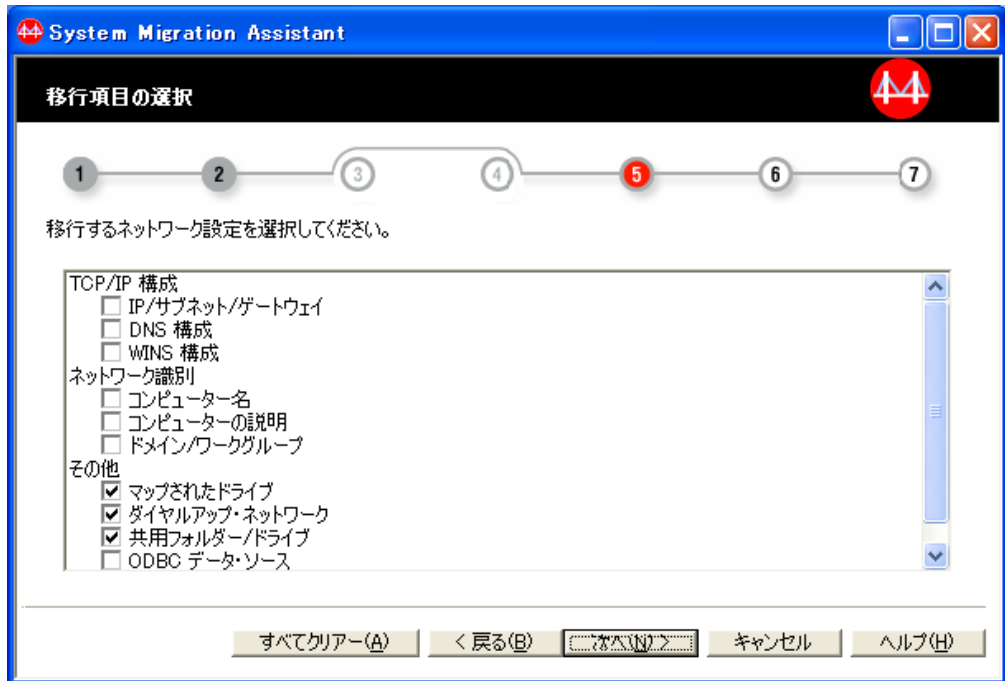 System Migration Assistant
移行項目の選択
1 2 3 4 5 6 7
移行するネットワーク設定を選択してください。
TCP/IP 構成
IP/サブネット/ゲートウェイ
DNS 構成
WINS 構成
ネットワーク識別
コンピューター名
コンピューターの説明
ドメイン/ワークグループ
その他
マップされたドライブ
ダイヤルアップ・ネットワーク
共用フォルダー/ドライブ
ODBC データ・ソース
すべてクリアー(A) < 戻る(B) 次へ(N) > キャンセル ヘルプ(H)